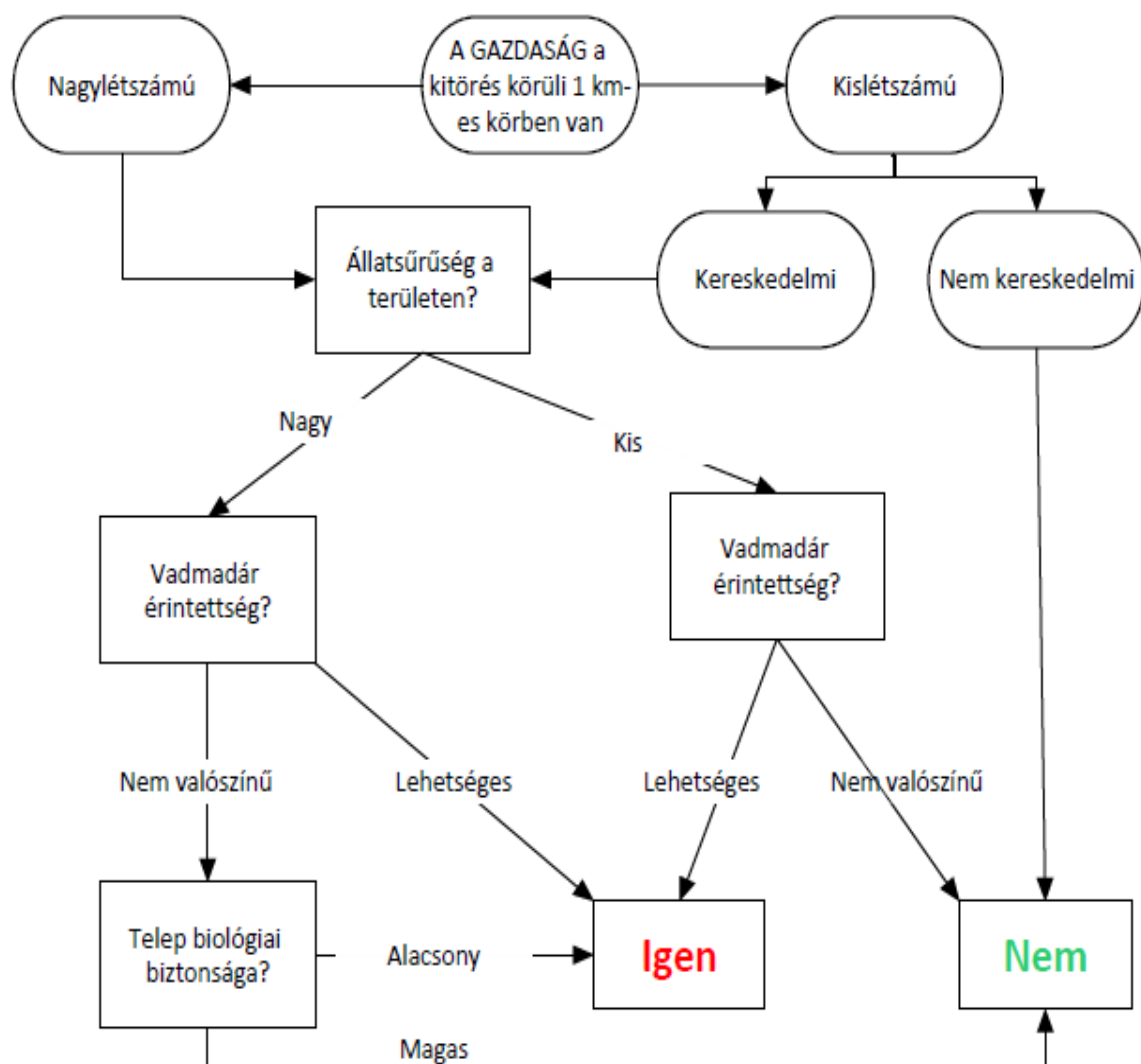 Nagylétszámú
A GAZDASÁG a
kitörés körüli 1 km-
es körben van
Kislétszámú
Állatsűrűség a
területen?
Kereskedelmi
Nem kereskedelmi
Nagy
Kis
Vadmadár
érintettség?
Vadmadár
érintettség?
Nem valószínű
Lehetséges
Lehetséges
Nem valószínű
Telep biológiai
biztonsága?
Alacsony
Igen
Nem
Magas